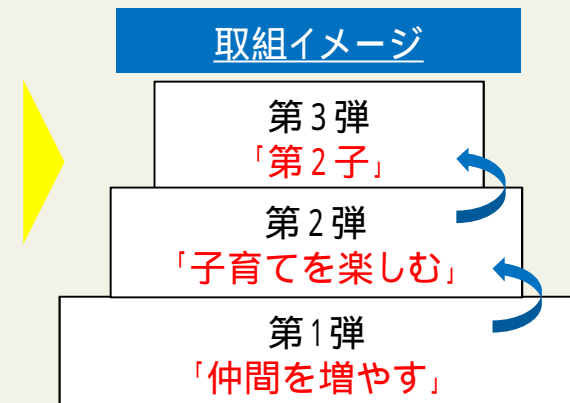 取組イメージ
第3弾
「第2子」
第2弾
「子育てを楽しむ」
第1弾
「仲間を増やす」